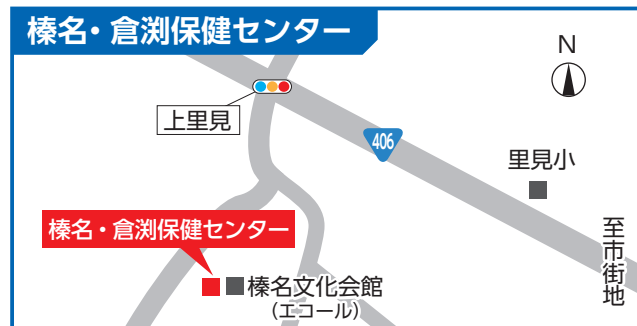 榛名・倉渕保健センター
N
上里見
406
里見小
榛名・倉渕保健センター
至市街地
榛名文化会館
（エコール）